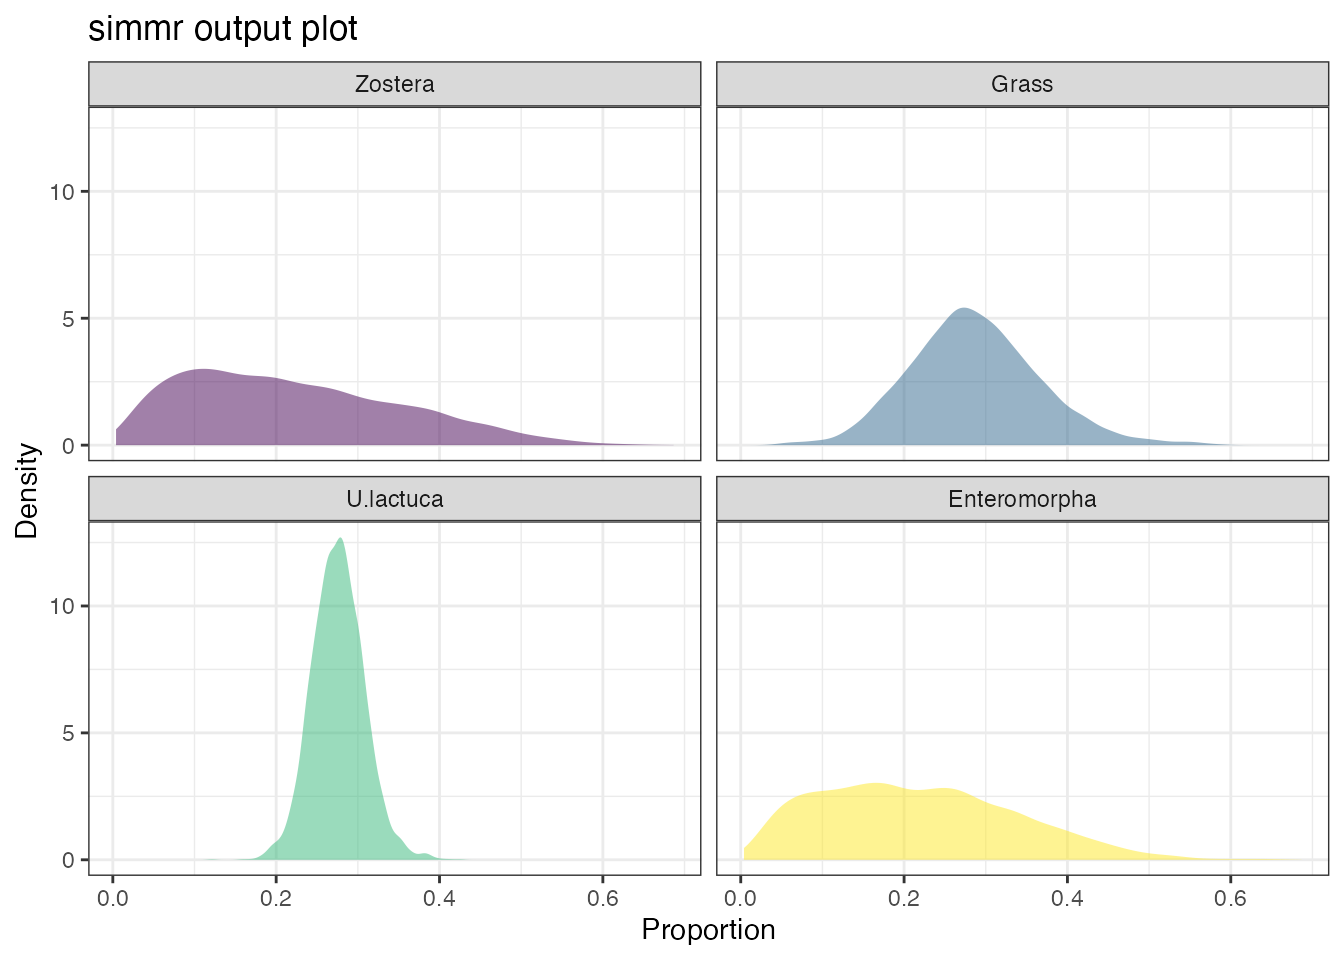 simmr output plot
Zostera
Grass
10
5
0
U.lactuca
Enteromorpha
10
5
0
Density
0.0 0.2 0.4 0.6 0.0 0.2 0.4 0.6
Proportion